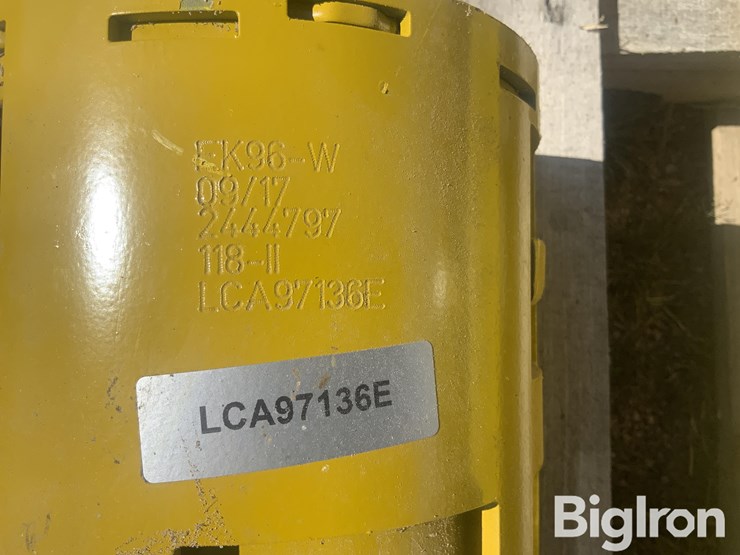 EK96-W
09/17
2444797
118-II
LCA97136E
LCA97136E
BigIron